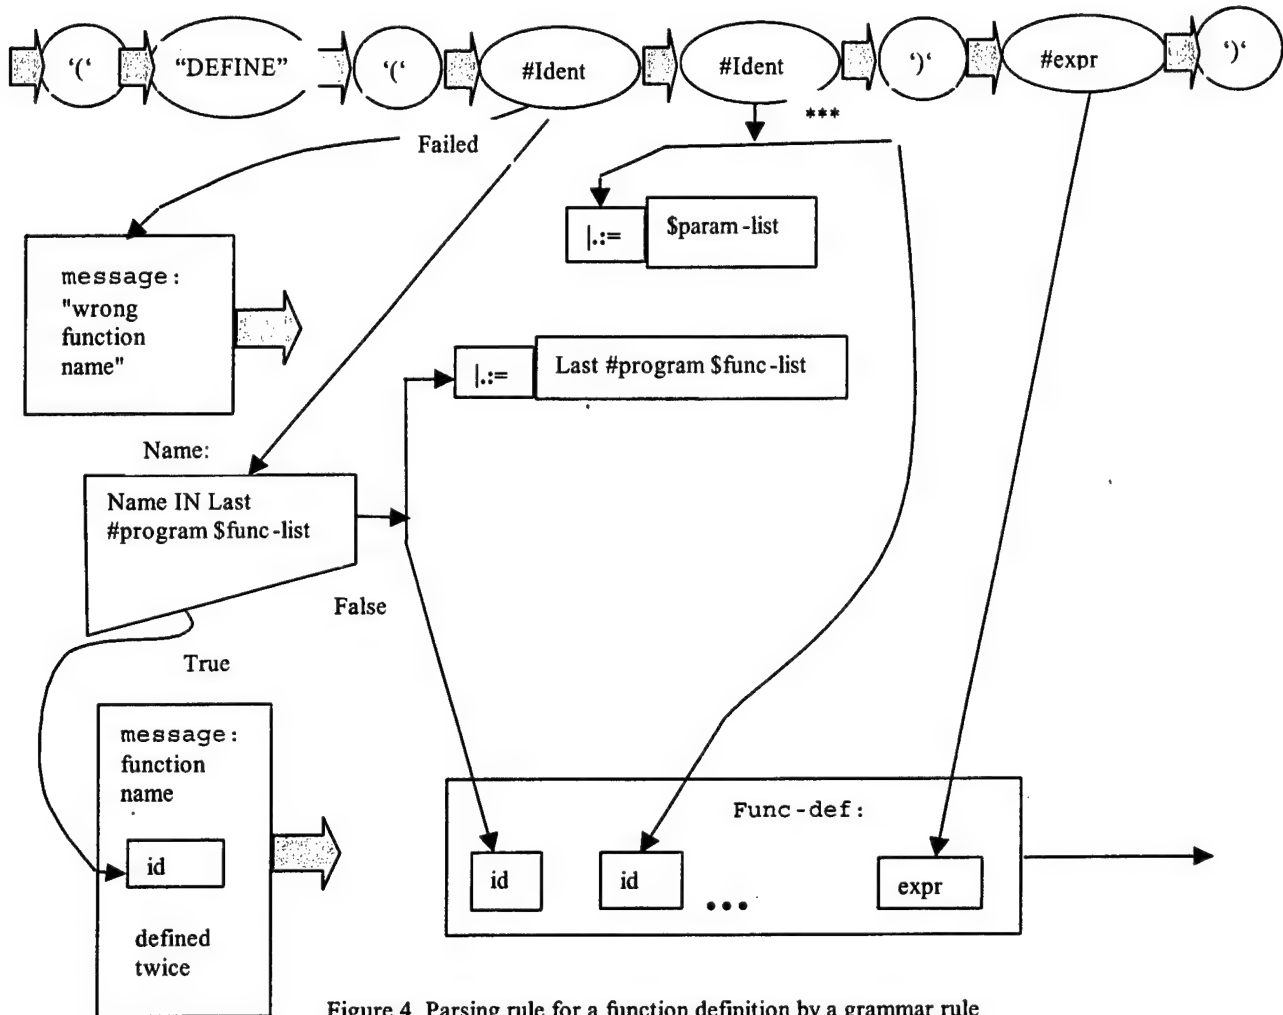 ‘(‘ “DEFINE” ‘(‘ #Ident #Ident ‘)‘ #expr ‘)‘
***
Failed
|.:= $param-list
message:
"wrong
function
name"
|.:= Last #program $func-list
Name:
Name IN Last
#program $func-list
False
True
message:
function
name
id
defined
twice
Func-def:
id id ••• expr
Figure 4 Parsing rule for a function definition by a grammar rule